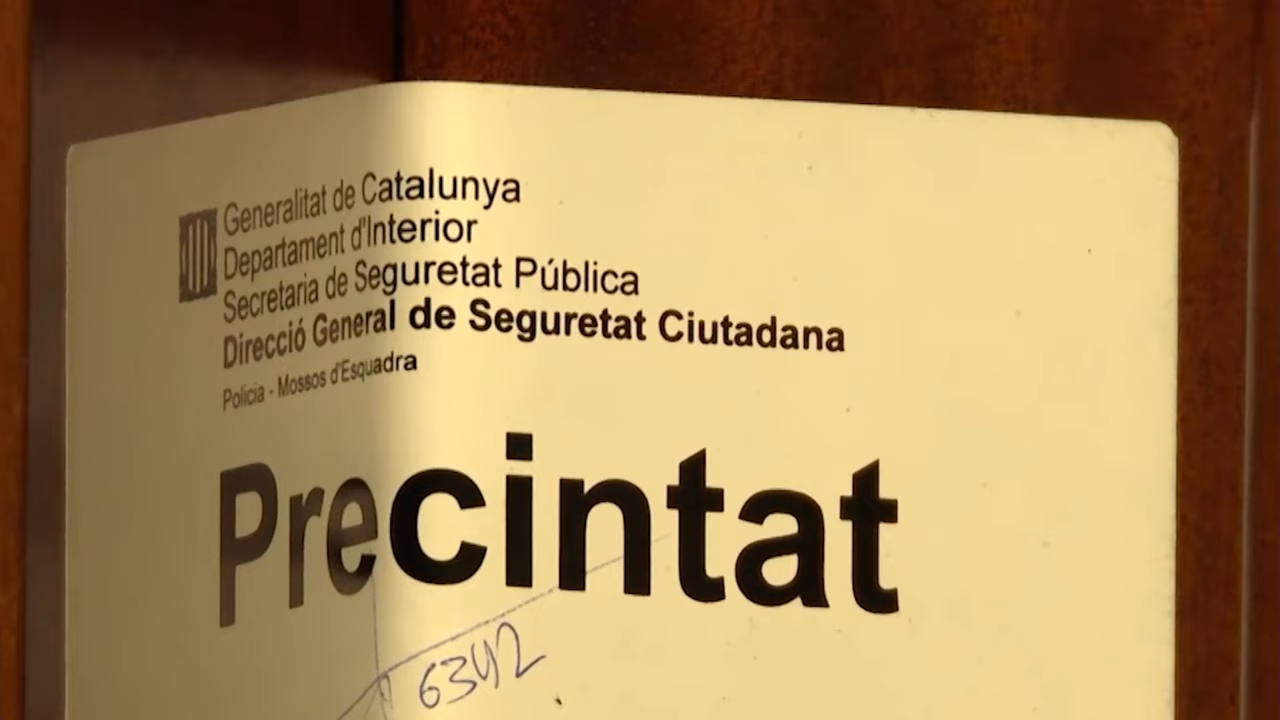 Generalitat de Catalunya
Departament d'Interior
Secretaria de Seguretat Pública
Direcció General de Seguretat Ciutadana
Policia - Mossos d'Esquadra
Precintat
6342